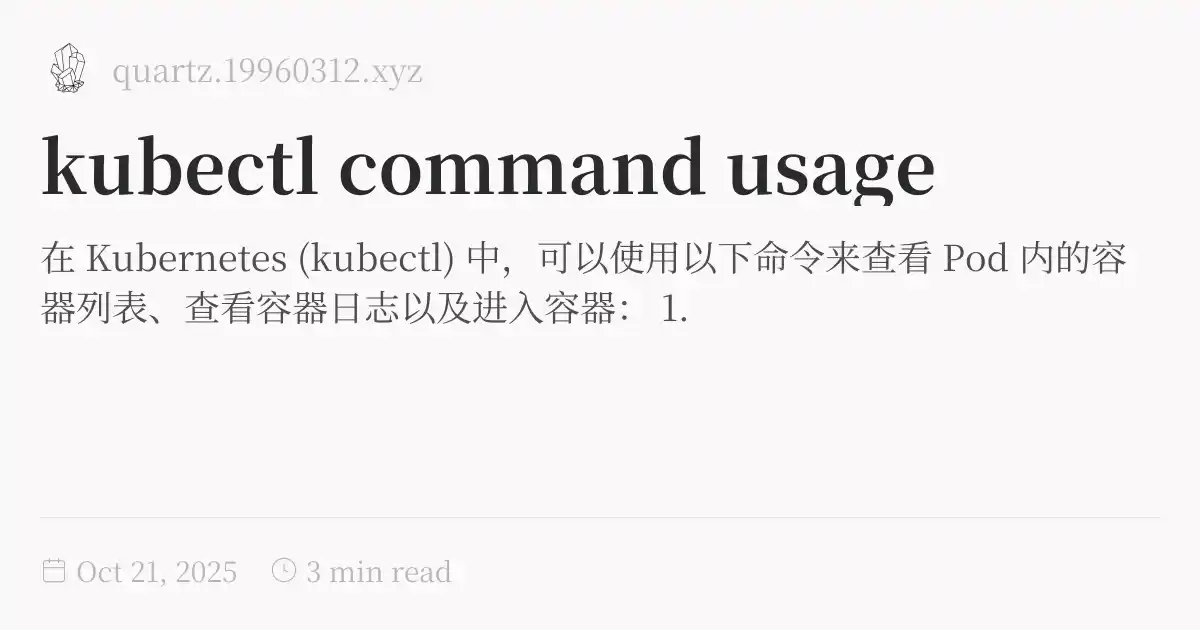 quartz.19960312.xyz
kubectl command usage
在 Kubernetes (kubectl) 中，可以使用以下命令来查看 Pod 内的容
器列表、查看容器日志以及进入容器： 1.
Oct 21, 2025 3 min read